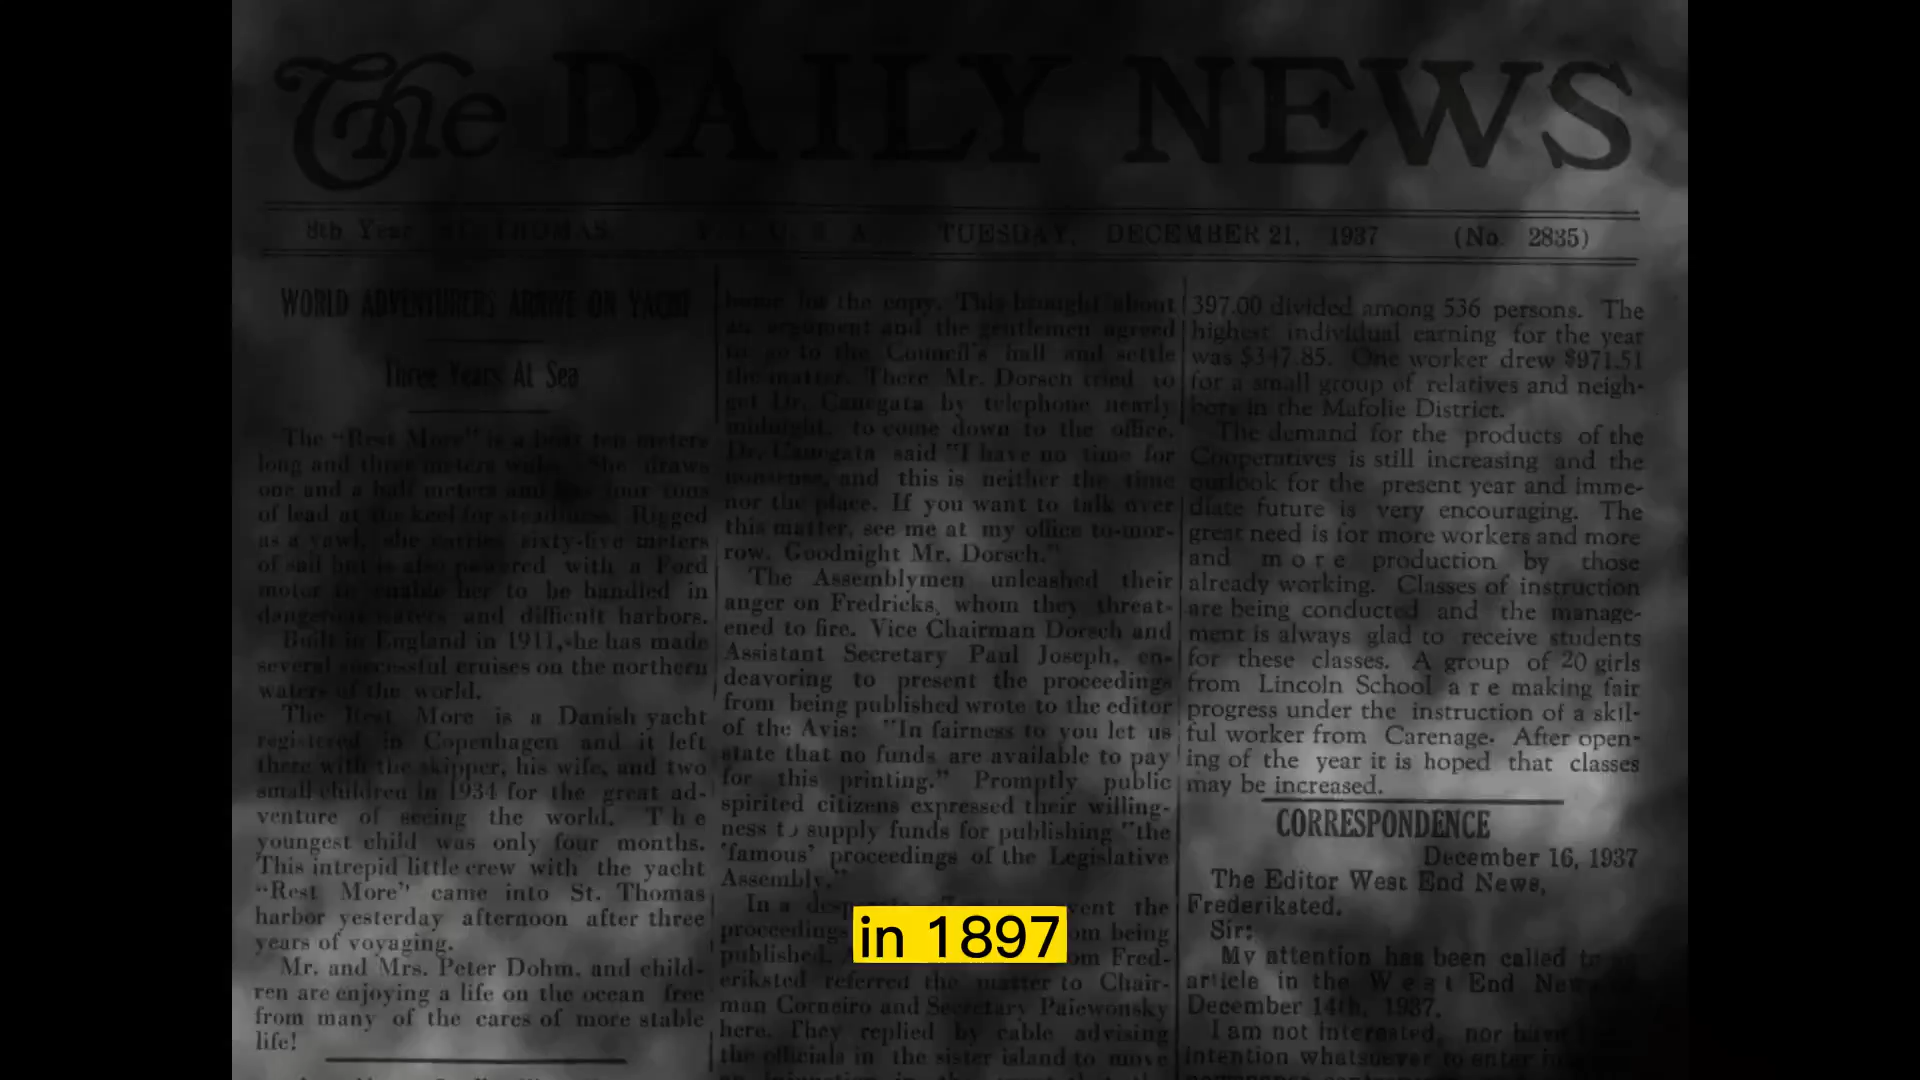 The DAILY NEWS
8th Year ST. THOMAS, V. I. U. S. A. TUESDAY, DECEMBER 21, 1937 (No. 2835)
WORLD ADVENTURERS ARRIVE ON YACHT
Three Years At Sea
The "Rest More" is a boat ten meters
long and three meters wide. She draws
one and a half meters and has four tons
of lead at the keel for steadiness. Rigged
as a yawl, she carries sixty-five meters
of sail but is also powered with a Ford
motor to enable her to be handled in
dangerous waters and difficult harbors.
Built in England in 1911, she has made
several successful cruises on the northern
waters of the world.
The Rest More is a Danish yacht
registered in Copenhagen and it left
there with the skipper, his wife, and two
small children in 1934 for the great ad-
venture of seeing the world. The
youngest child was only four months.
This intrepid little crew with the yacht
"Rest More" came into St. Thomas
harbor yesterday afternoon after three
years of voyaging.
Mr. and Mrs. Peter Dohm, and child-
ren are enjoying a life on the ocean free
from many of the cares of more stable
life!
home for the copy. This brought about
an argument and the gentlemen agreed
to go to the Council's hall and settle
the matter. There Mr. Dorsch tried to
get Dr. Canegata by telephone nearly
midnight, to come down to the office.
Dr. Canegata said "I have no time for
nonsense, and this is neither the time
nor the place. If you want to talk over
this matter, see me at my office to-mor-
row. Goodnight Mr. Dorsch."
The Assemblymen unleashed their
anger on Fredricks, whom they threat-
ened to fire. Vice Chairman Dorsch and
Assistant Secretary Paul Joseph, en-
deavoring to present the proceedings
from being published wrote to the editor
of the Avis: "In fairness to you let us
state that no funds are available to pay
for this printing." Promptly public
spirited citizens expressed their willing-
ness to supply funds for publishing "the
'famous' proceedings of the Legislative
Assembly."
In a
proceedings from being
published. from Fred-
eriksted referred the matter to Chair-
man Corneiro and Secretary Paiewonsky
here. They replied by cable advising
the officials in the sister island to move
397.00 divided among 536 persons. The
highest individual earning for the year
was $347.85. One worker drew $971.51
for a small group of relatives and neigh-
bors in the Mafolie District.
The demand for the products of the
Cooperatives is still increasing and the
outlook for the present year and imme-
diate future is very encouraging. The
great need is for more workers and more
and more production by those
already working. Classes of instruction
are being conducted and the manage-
ment is always glad to receive students
for these classes. A group of 20 girls
from Lincoln School are making fair
progress under the instruction of a skil-
ful worker from Carenage. After open-
ing of the year it is hoped that classes
may be increased.
CORRESPONDENCE
December 16, 1937
The Editor West End News,
Frederiksted.
Sir:
My attention has been called to
article in the West End News
December 14th, 1937.
I am not interested, nor have
intention whatsoever to enter
in 1897